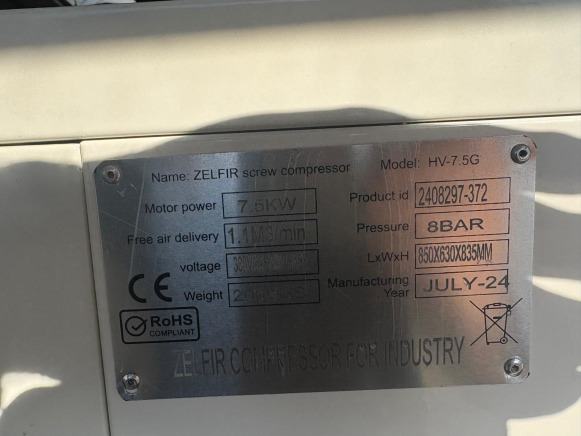 Name: ZELFIR screw compressor Model: HV-7.5G
Motor power 7.5KW Product id 2408297-372
Free air delivery 1.1M3/min Pressure 8BAR
voltage LxWxH 850X630X835MM
Weight Manufacturing Year JULY-24
CE
RoHS
COMPLIANT
ZELFIR COMPRESSOR FOR INDUSTRY